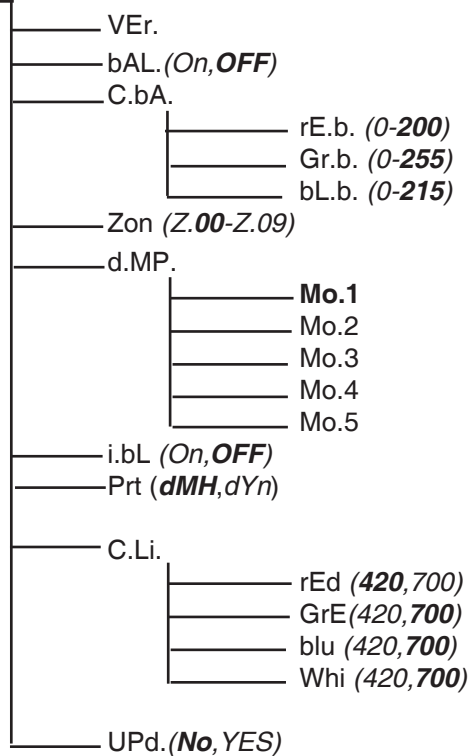 VEr.
bAL.(On,OFF)
C.bA.
rE.b. (0-200)
Gr.b. (0-255)
bL.b. (0-215)
Zon (Z.00-Z.09)
d.MP.
Mo.1
Mo.2
Mo.3
Mo.4
Mo.5
i.bL (On,OFF)
Prt (dMH,dYn)
C.Li.
rEd (420,700)
GrE(420,700)
blu (420,700)
Whi (420,700)
UPd.(No,YES)